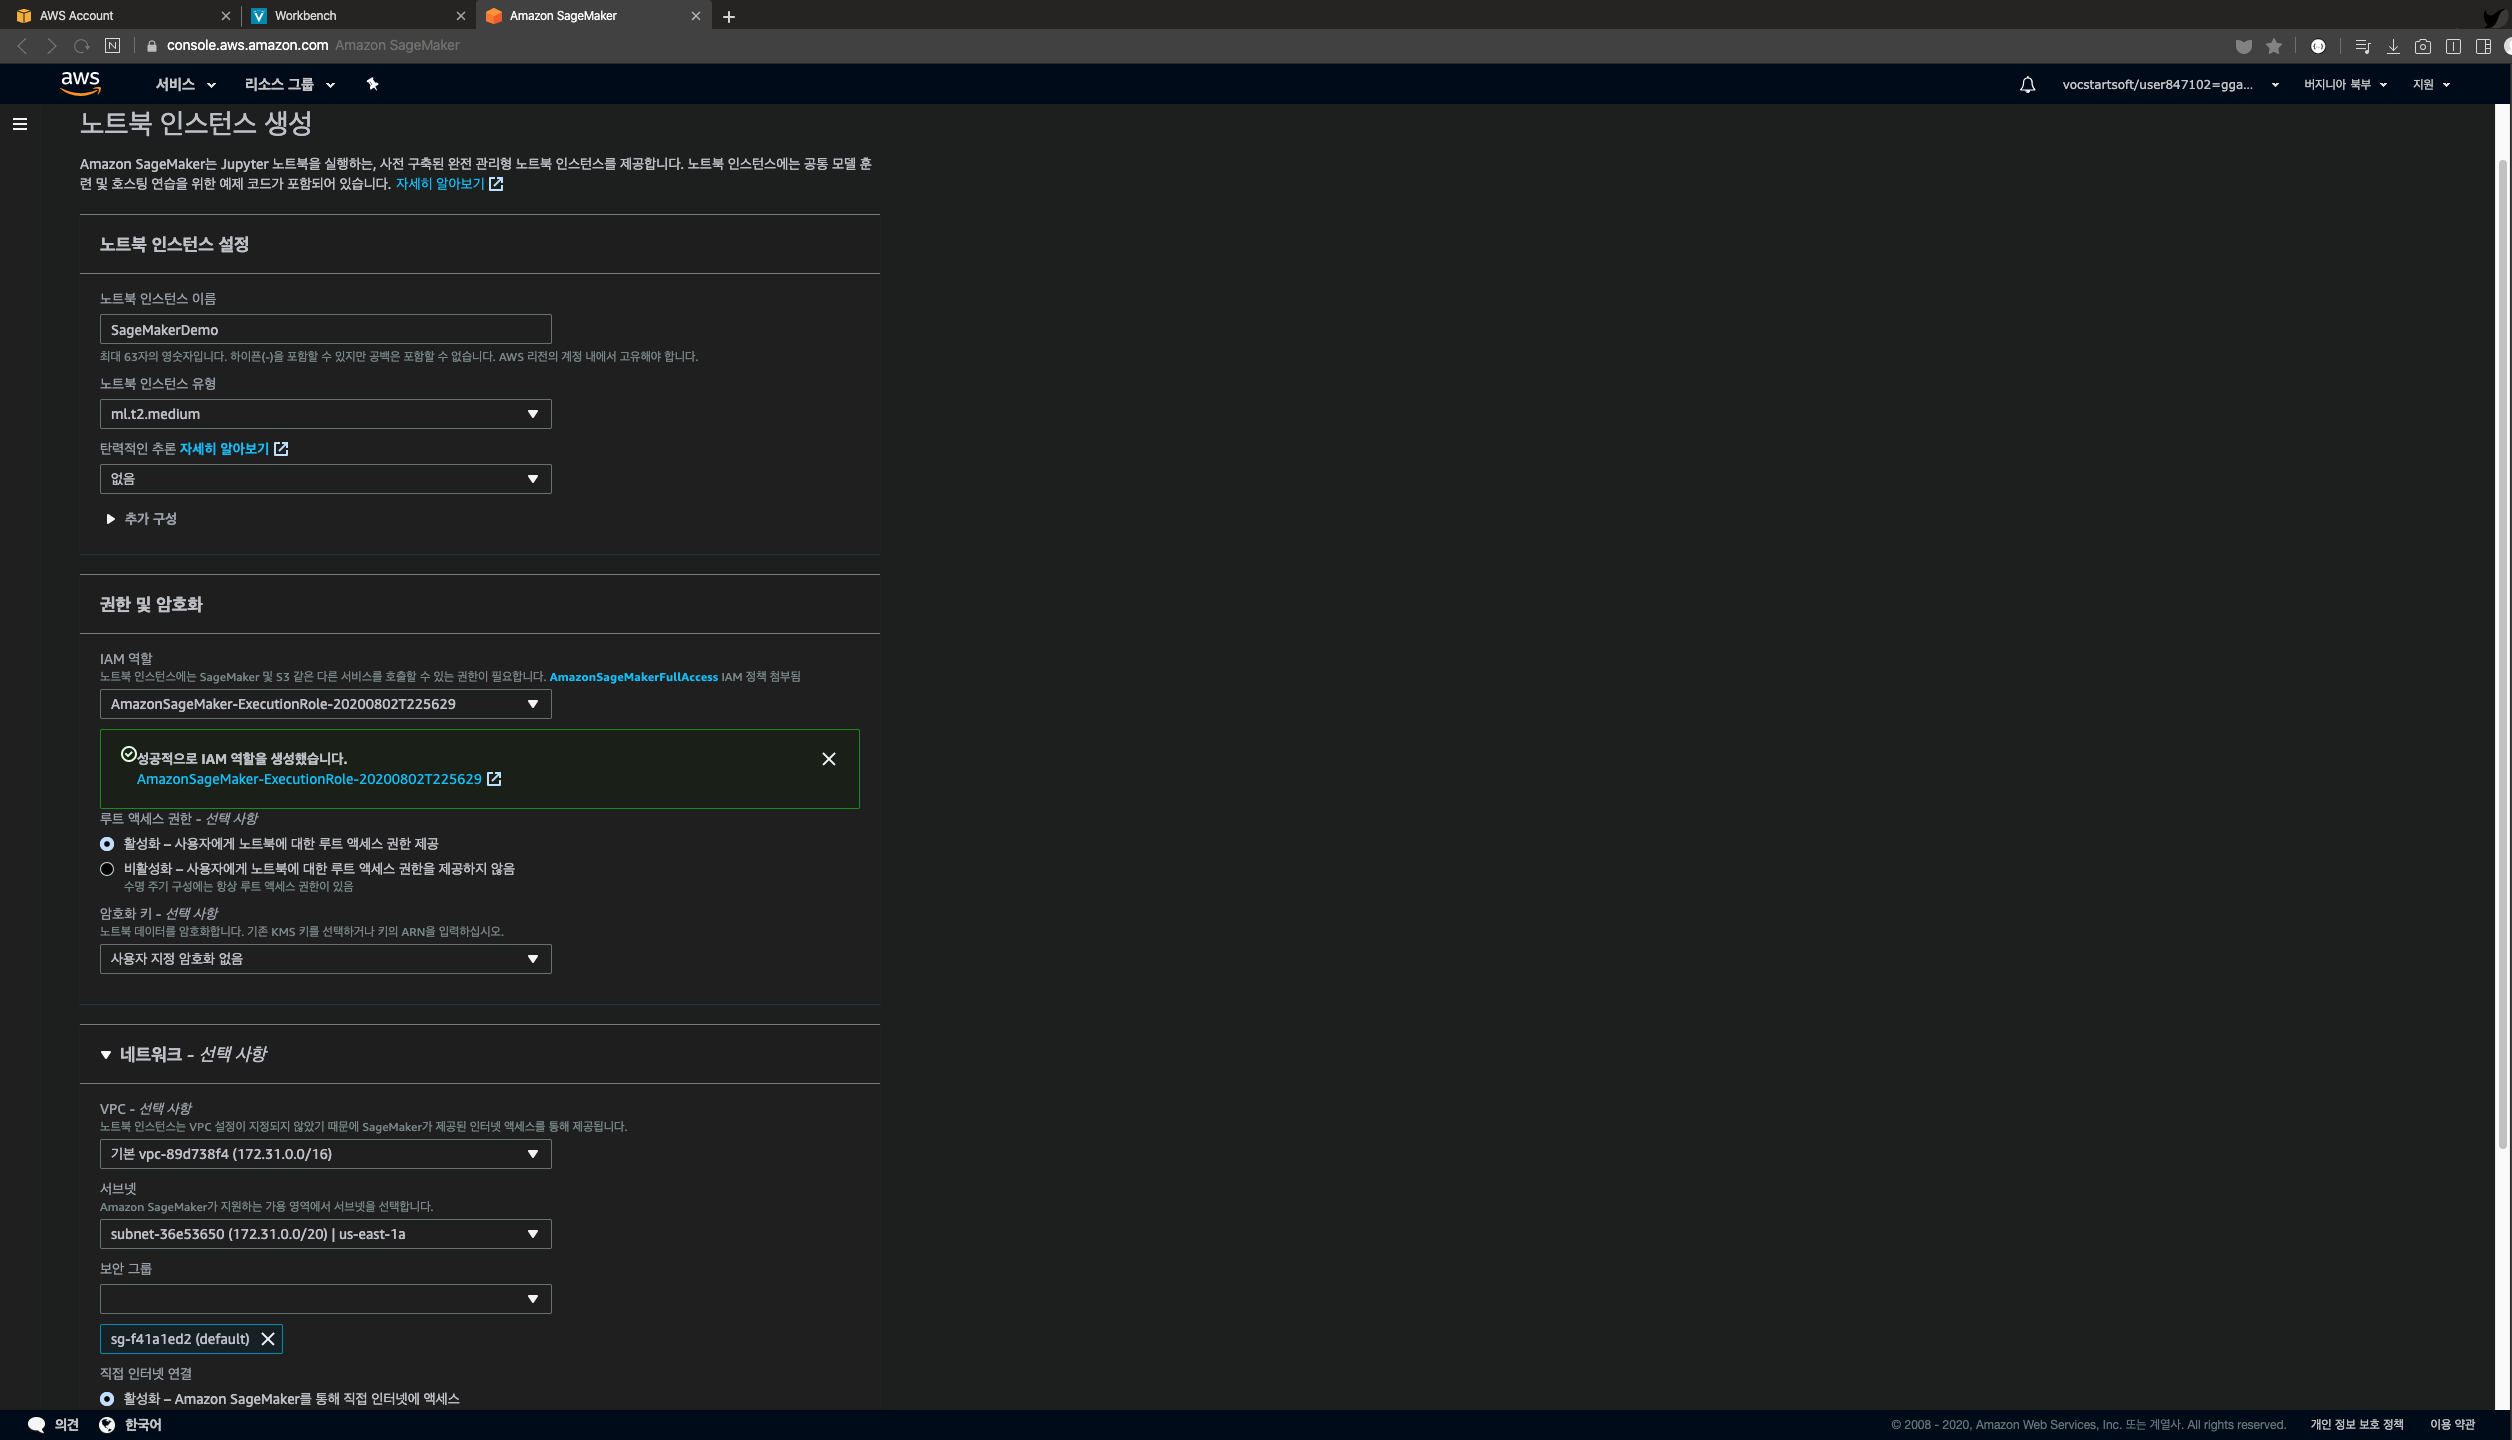 AWS Account
Workbench
Amazon SageMaker
console.aws.amazon.com Amazon SageMaker
aws 서비스 리소스 그룹 vocstartsoft/user847102=gga... 버지니아 북부 지원
노트북 인스턴스 생성
Amazon SageMaker는 Jupyter 노트북을 실행하는, 사전 구축된 완전 관리형 노트북 인스턴스를 제공합니다. 노트북 인스턴스에는 공통 모델 훈
련 및 호스팅 연습을 위한 예제 코드가 포함되어 있습니다. 자세히 알아보기
노트북 인스턴스 설정
노트북 인스턴스 이름
SageMakerDemo
최대 63자의 영숫자입니다. 하이픈(-)을 포함할 수 있지만 공백은 포함할 수 없습니다. AWS 리전의 계정 내에서 고유해야 합니다.
노트북 인스턴스 유형
ml.t2.medium
탄력적인 추론 자세히 알아보기
없음
추가 구성
권한 및 암호화
IAM 역할
노트북 인스턴스에는 SageMaker 및 S3 같은 다른 서비스를 호출할 수 있는 권한이 필요합니다. AmazonSageMakerFullAccess IAM 정책 첨부됨
AmazonSageMaker-ExecutionRole-20200802T225629
성공적으로 IAM 역할을 생성했습니다.
AmazonSageMaker-ExecutionRole-20200802T225629
루트 액세스 권한 - 선택 사항
활성화 – 사용자에게 노트북에 대한 루트 액세스 권한 제공
비활성화 – 사용자에게 노트북에 대한 루트 액세스 권한을 제공하지 않음
수명 주기 구성에는 항상 루트 액세스 권한이 있음
암호화 키 - 선택 사항
노트북 데이터를 암호화합니다. 기존 KMS 키를 선택하거나 키의 ARN을 입력하십시오.
사용자 지정 암호화 없음
네트워크 - 선택 사항
VPC - 선택 사항
노트북 인스턴스는 VPC 설정이 지정되지 않았기 때문에 SageMaker가 제공된 인터넷 액세스를 통해 제공됩니다.
기본 vpc-89d738f4 (172.31.0.0/16)
서브넷
Amazon SageMaker가 지원하는 가용 영역에서 서브넷을 선택합니다.
subnet-36e53650 (172.31.0.0/20) | us-east-1a
보안 그룹
sg-f41a1ed2 (default)
직접 인터넷 연결
활성화 – Amazon SageMaker를 통해 직접 인터넷에 액세스
의견 한국어 © 2008 - 2020, Amazon Web Services, Inc. 또는 계열사. All rights reserved. 개인 정보 보호 정책 이용 약관